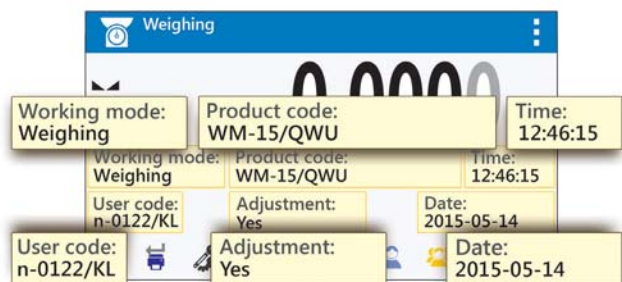 Weighing
0.0000
Working mode: Product code: Time:
Weighing WM-15/QWU 12:46:15
Working mode: Product code: Time:
Weighing WM-15/QWU 12:46:15
User code: Adjustment: Date:
n-0122/KL Yes 2015-05-14
User code: Adjustment: Date:
n-0122/KL Yes 2015-05-14